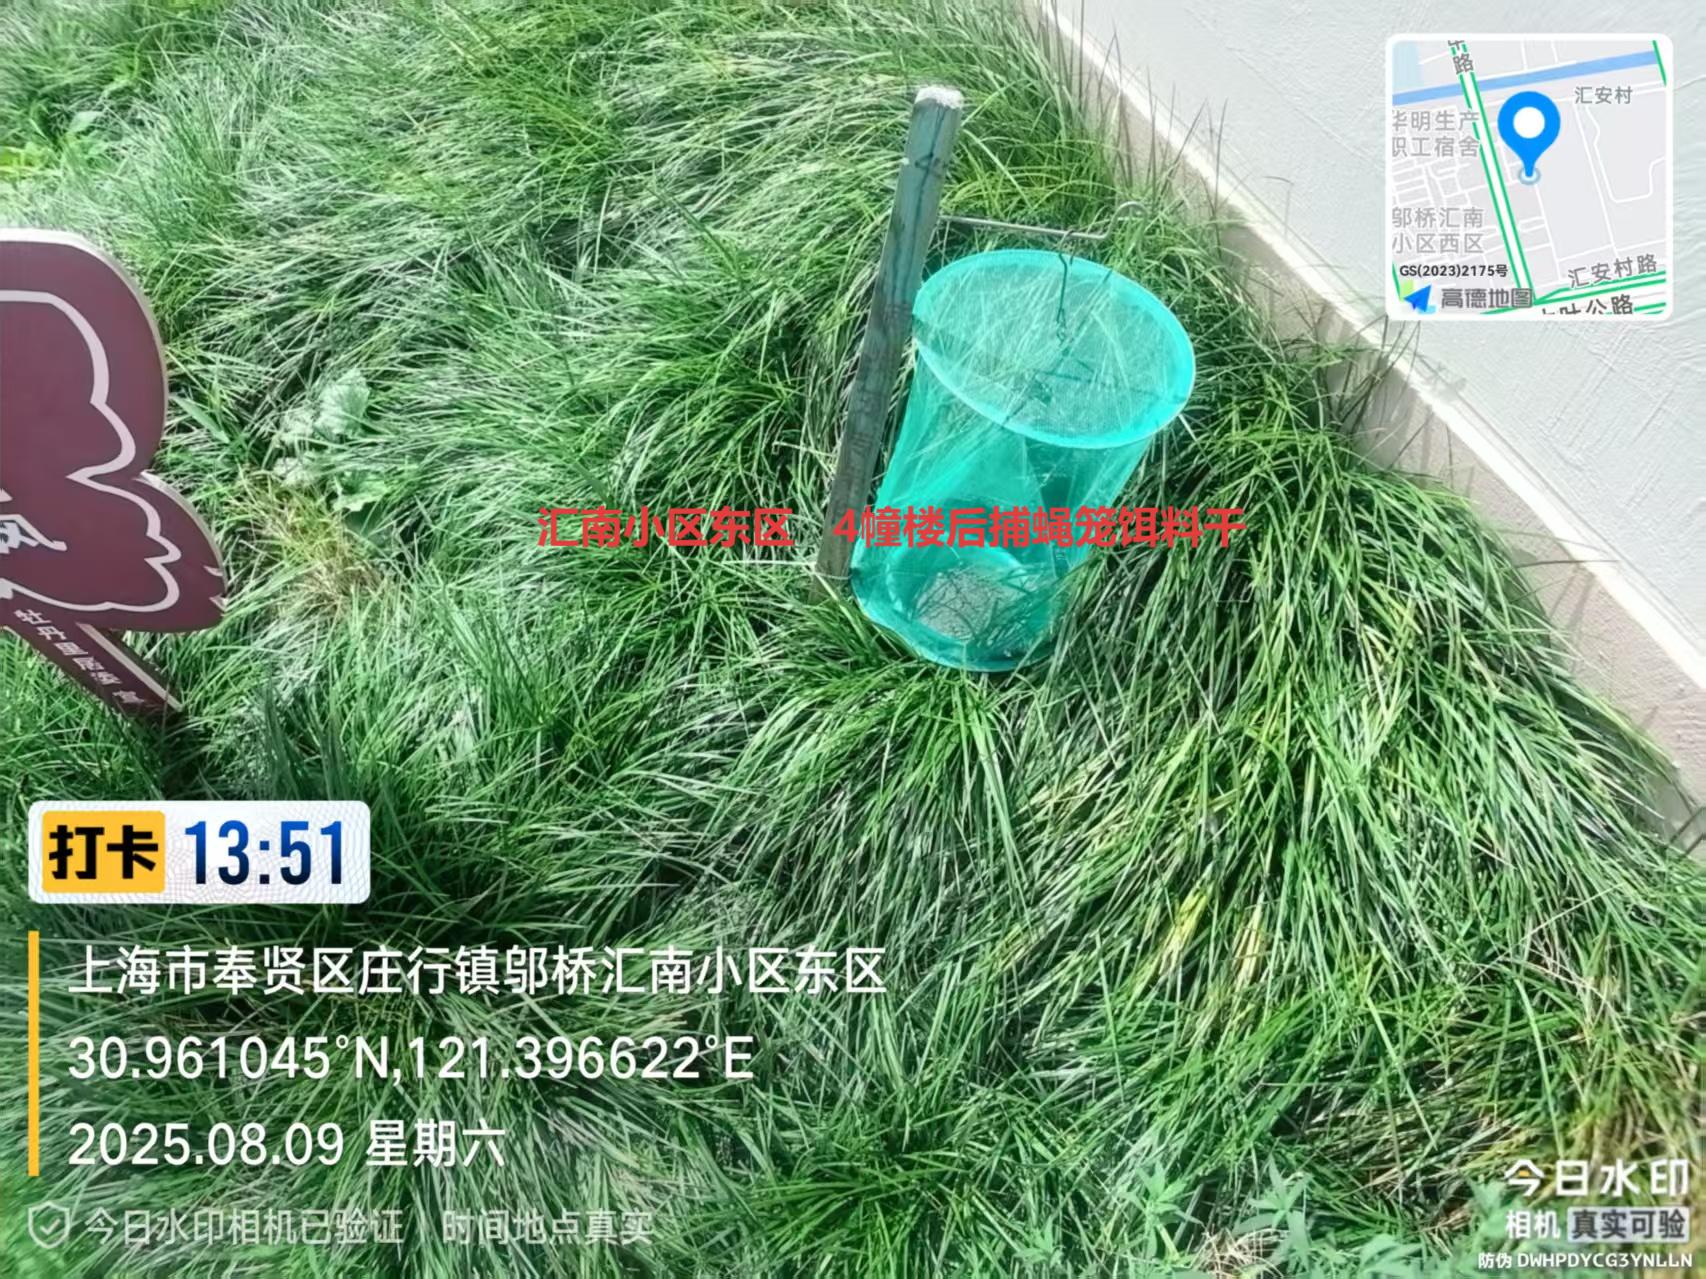 中路
汇安村
华明生产
职工宿舍
邬桥汇南
小区西区
GS(2023)2175号
汇安村路
高德地图
大叶公路
汇南小区东区 4幢楼后捕蝇笼饵料干
打卡 13:51
上海市奉贤区庄行镇邬桥汇南小区东区
30.961045°N,121.396622°E
2025.08.09 星期六
今日水印相机已验证 时间地点真实
今日水印
相机 真实可验
防伪 DWHPDYCG3YNLLN